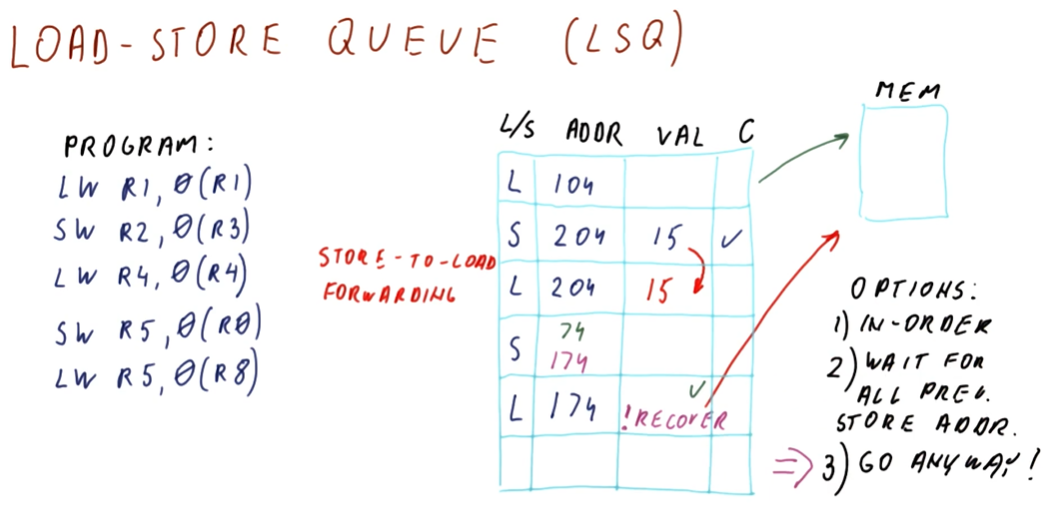 LOAD-STORE QUEUE (LSQ)
PROGRAM:
LW R1, 0(R1)
SW R2, 0(R3)
LW R4, 0(R4)
SW R5, 0(R0)
LW R5, 0(R8)
STORE-TO-LOAD
FORWARDING
L/S ADDR VAL C
L 104
S 204 15 ✓
L 204 15
S 74
174
✓
L 174 !RECOVER
MEM
OPTIONS:
1) IN-ORDER
2) WAIT FOR
ALL PREV.
STORE ADDR.
⇒ 3) GO ANYWAY!